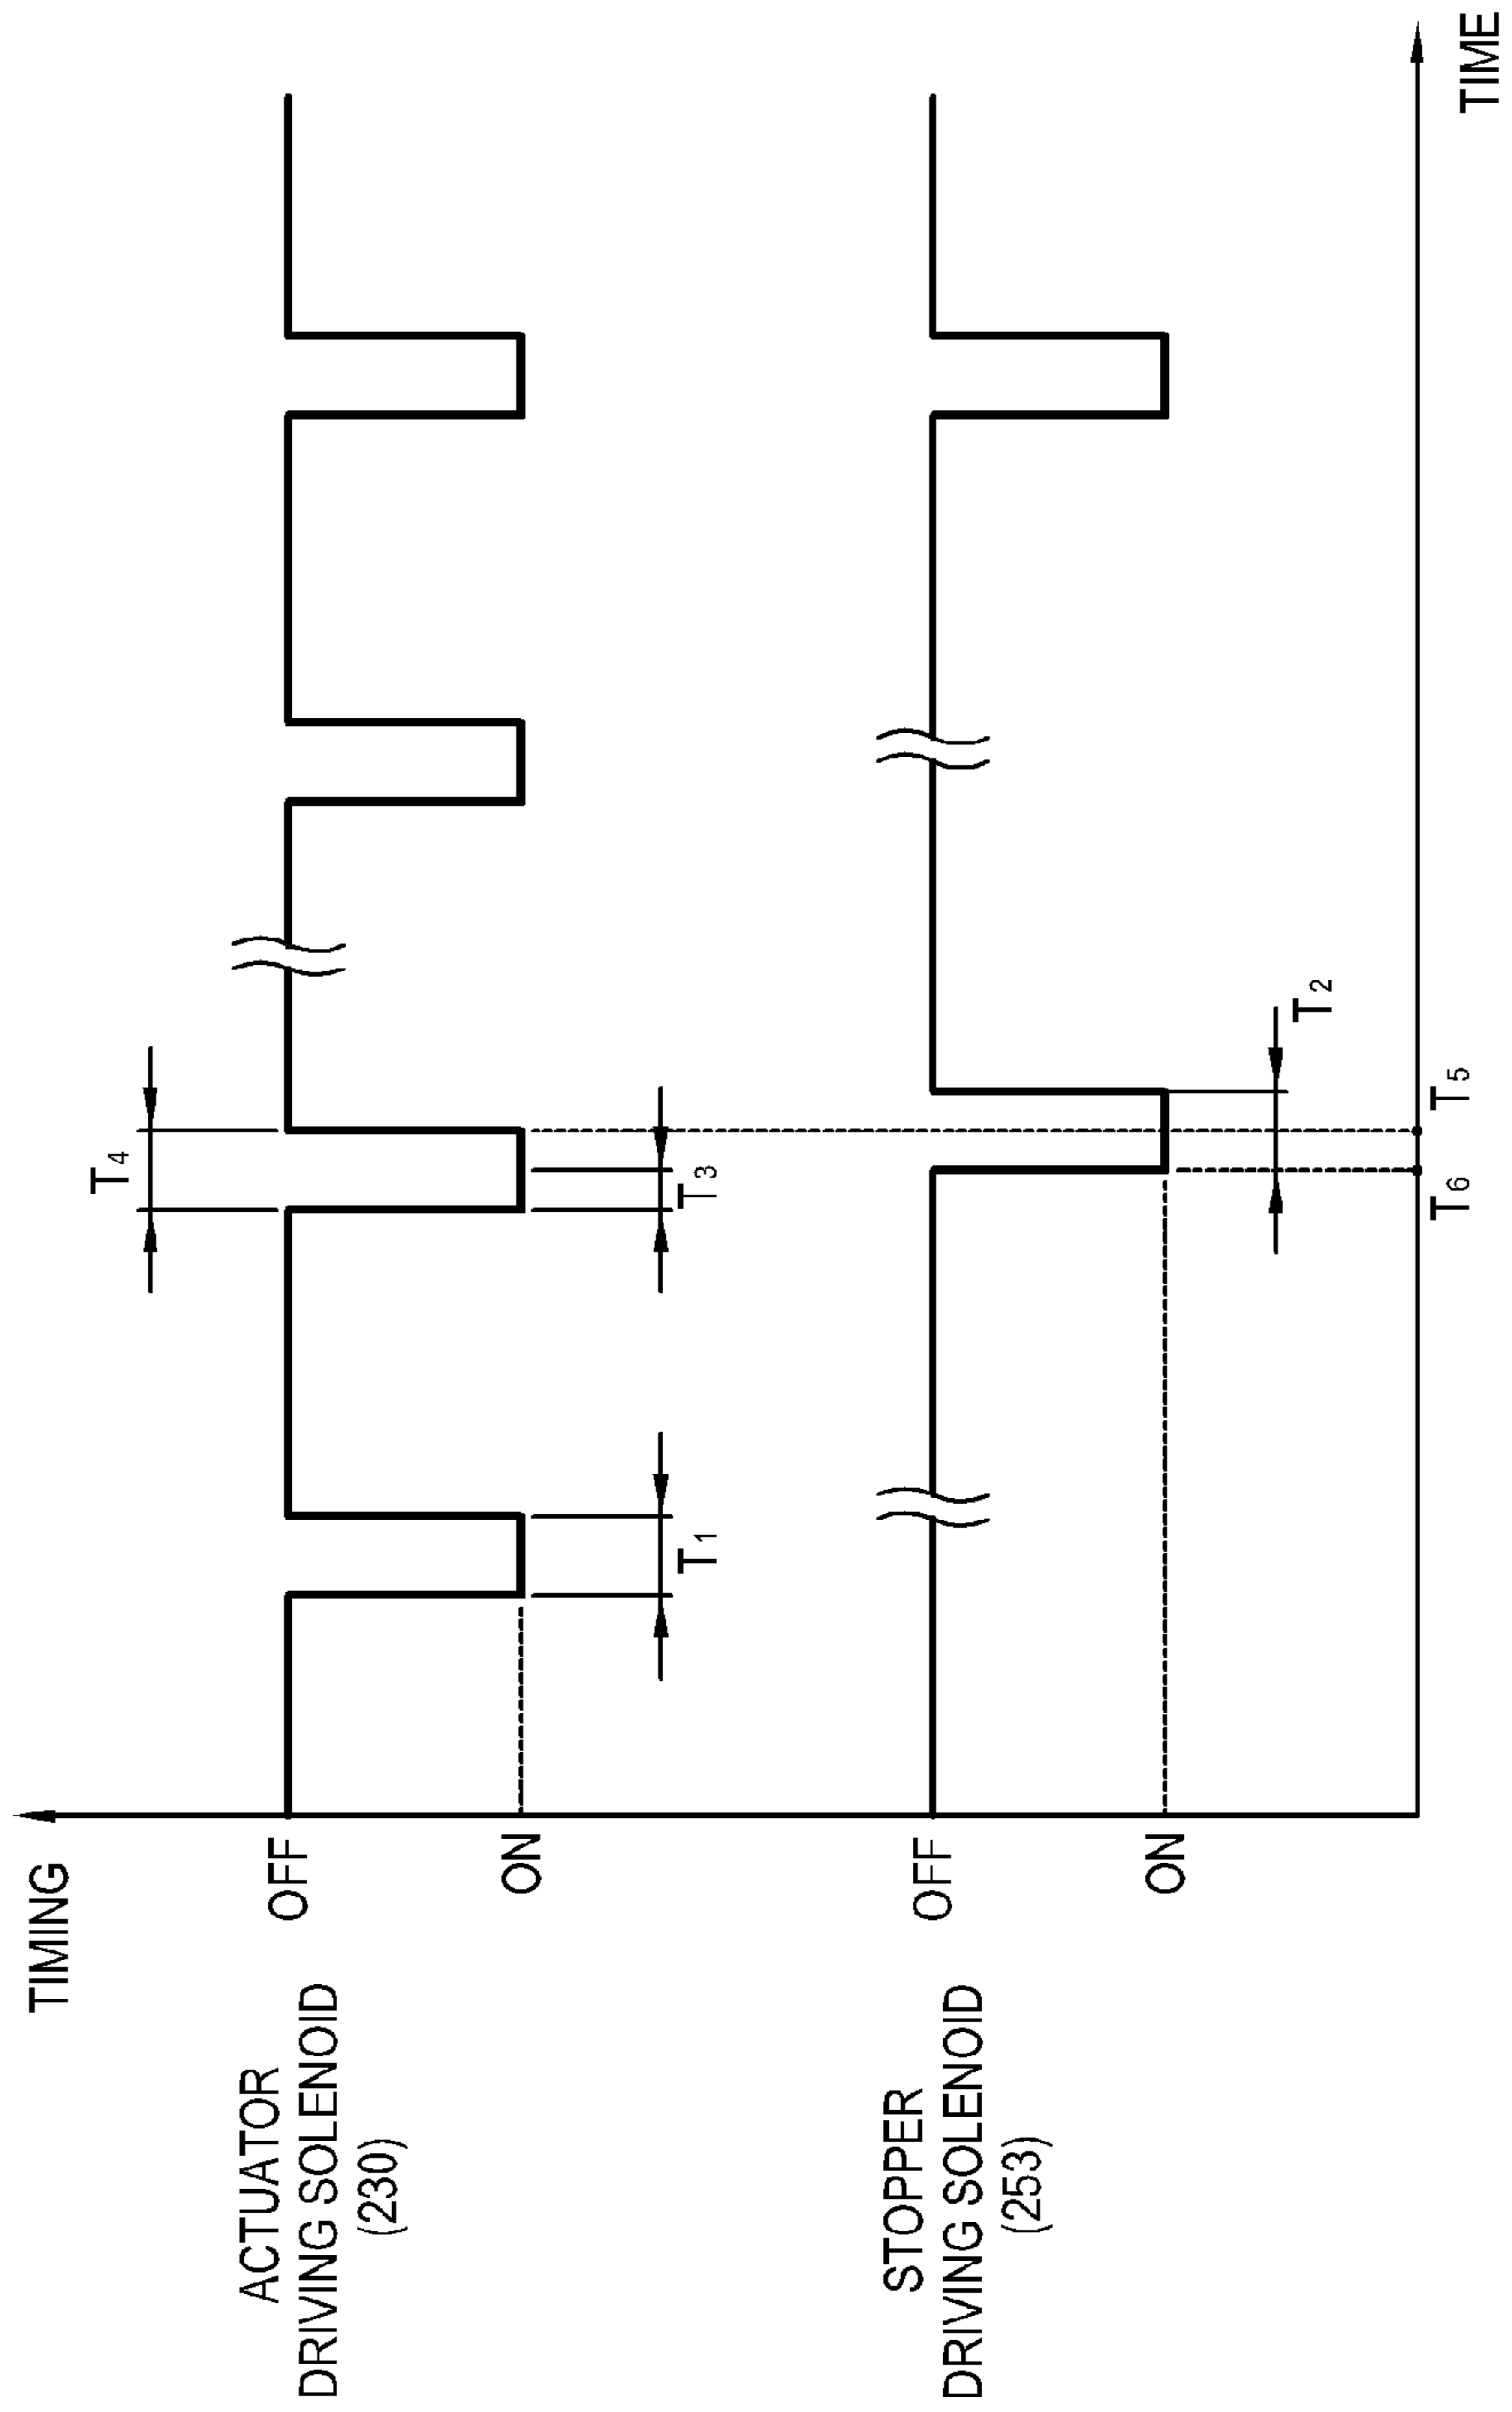 TIMING
ACTUATOR
DRIVING SOLENOID
(230)
OFF
ON
T4
T1
T3
STOPPER
DRIVING SOLENOID
(253)
OFF
ON
T2
T6
T5
TIME